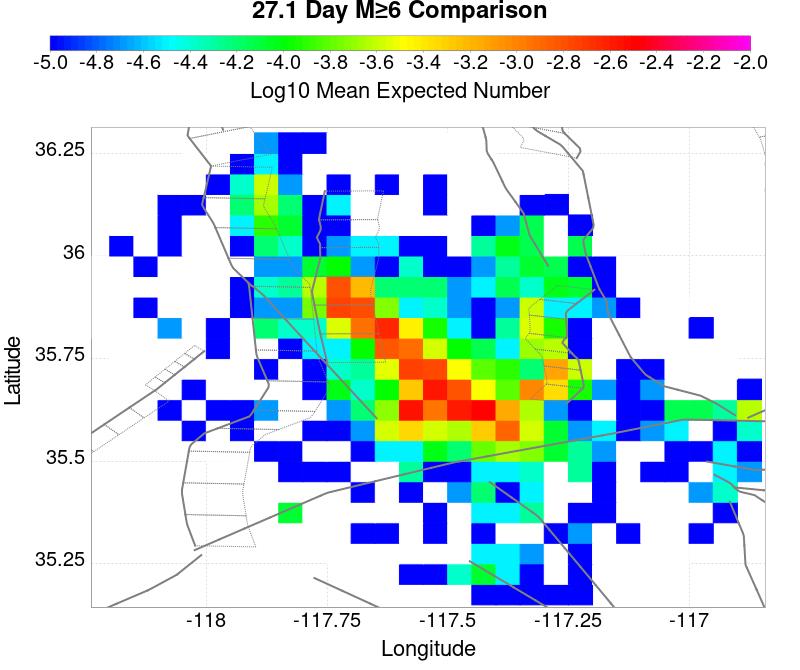 27.1 Day M≥6 Comparison
-5.0 -4.8 -4.6 -4.4 -4.2 -4.0 -3.8 -3.6 -3.4 -3.2 -3.0 -2.8 -2.6 -2.4 -2.2 -2.0
Log10 Mean Expected Number
36.25
36
35.75
35.5
35.25
Latitude
-118 -117.75 -117.5 -117.25 -117
Longitude